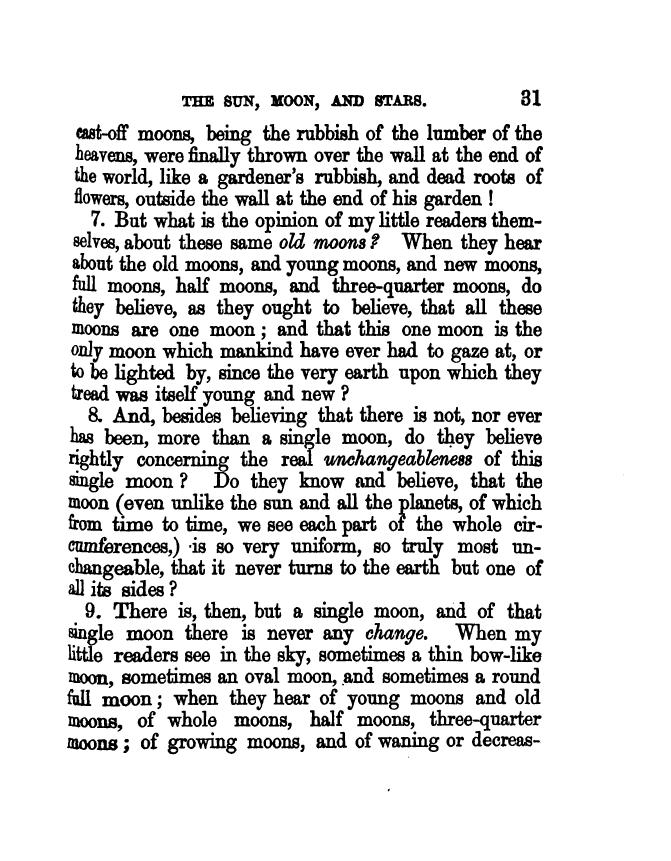 THE SUN, MOON, AND STARS. 31
cast-off moons, being the rubbish of the lumber of the
heavens, were finally thrown over the wall at the end of
the world, like a gardener's rubbish, and dead roots of
flowers, outside the wall at the end of his garden !
7. But what is the opinion of my little readers them-
selves, about these same old moons? When they hear
about the old moons, and young moons, and new moons,
full moons, half moons, and three-quarter moons, do
they believe, as they ought to believe, that all these
moons are one moon ; and that this one moon is the
only moon which mankind have ever had to gaze at, or
to be lighted by, since the very earth upon which they
tread was itself young and new ?
8. And, besides believing that there is not, nor ever
has been, more than a single moon, do they believe
rightly concerning the real unchangeableness of this
single moon ? Do they know and believe, that the
moon (even unlike the sun and all the planets, of which
from time to time, we see each part of the whole cir-
cumferences,) is so very uniform, so truly most un-
changeable, that it never turns to the earth but one of
all its sides ?
9. There is, then, but a single moon, and of that
single moon there is never any change. When my
little readers see in the sky, sometimes a thin bow-like
moon, sometimes an oval moon, and sometimes a round
full moon ; when they hear of young moons and old
moons, of whole moons, half moons, three-quarter
moons ; of growing moons, and of waning or decreas-